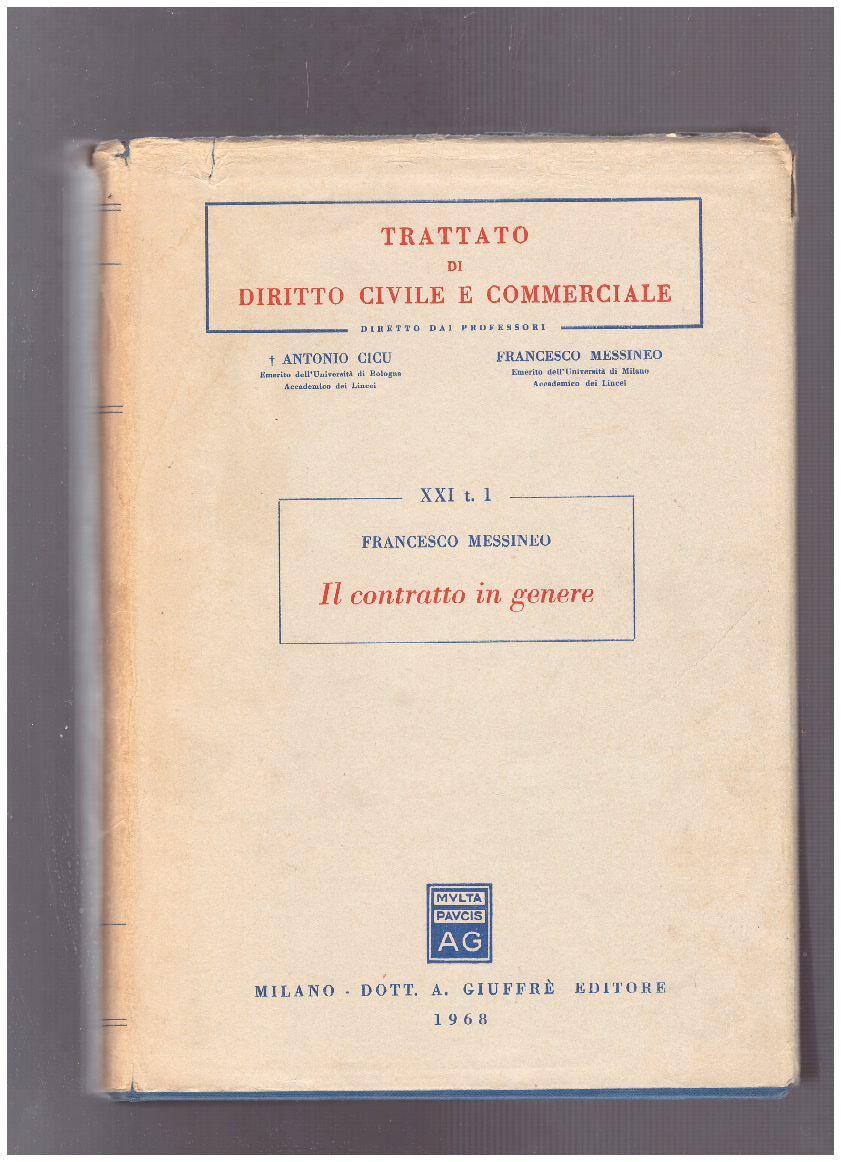 TRATTATO
DI
DIRITTO CIVILE E COMMERCIALE
DIRETTO DAI PROFESSORI
† ANTONIO CICU
Emerito dell'Università di Bologna
Accademico dei Lincei
FRANCESCO MESSINEO
Emerito dell'Università di Milano
Accademico dei Lincei
XXI t. 1
FRANCESCO MESSINEO
Il contratto in genere
MVLTA
PAVCIS
AG
MILANO - DOTT. A. GIUFFRÈ EDITORE
1968